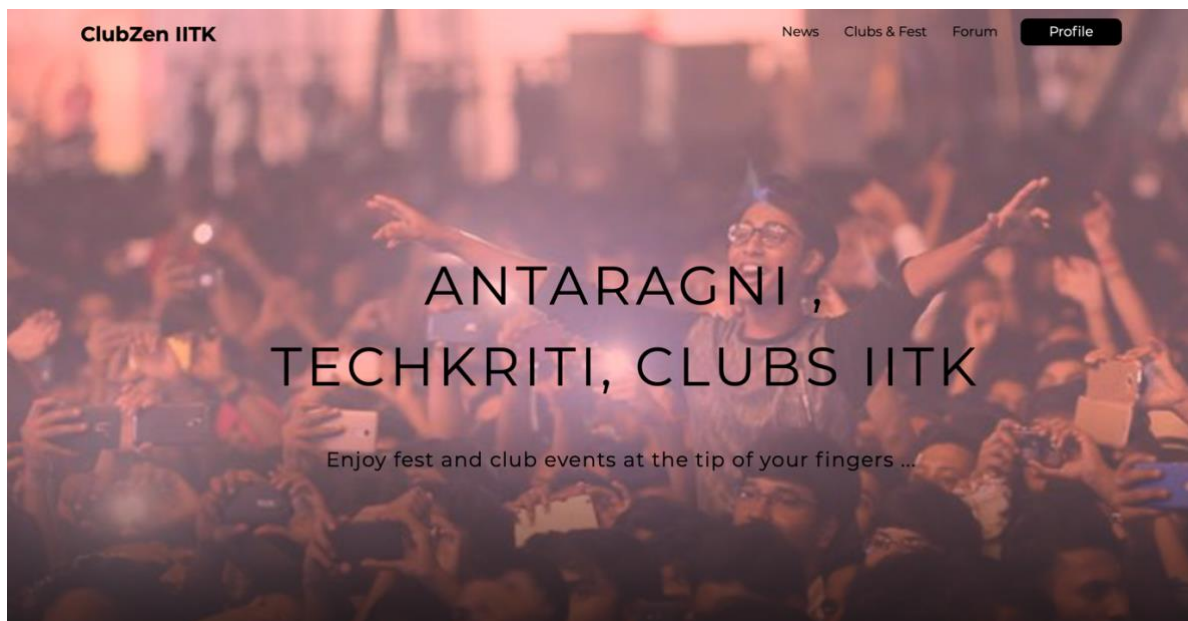 ClubZen IITK
News
Clubs & Fest
Forum
Profile
ANTARAGNI ,
TECHKRITI, CLUBS IITK
Enjoy fest and club events at the tip of your fingers ...